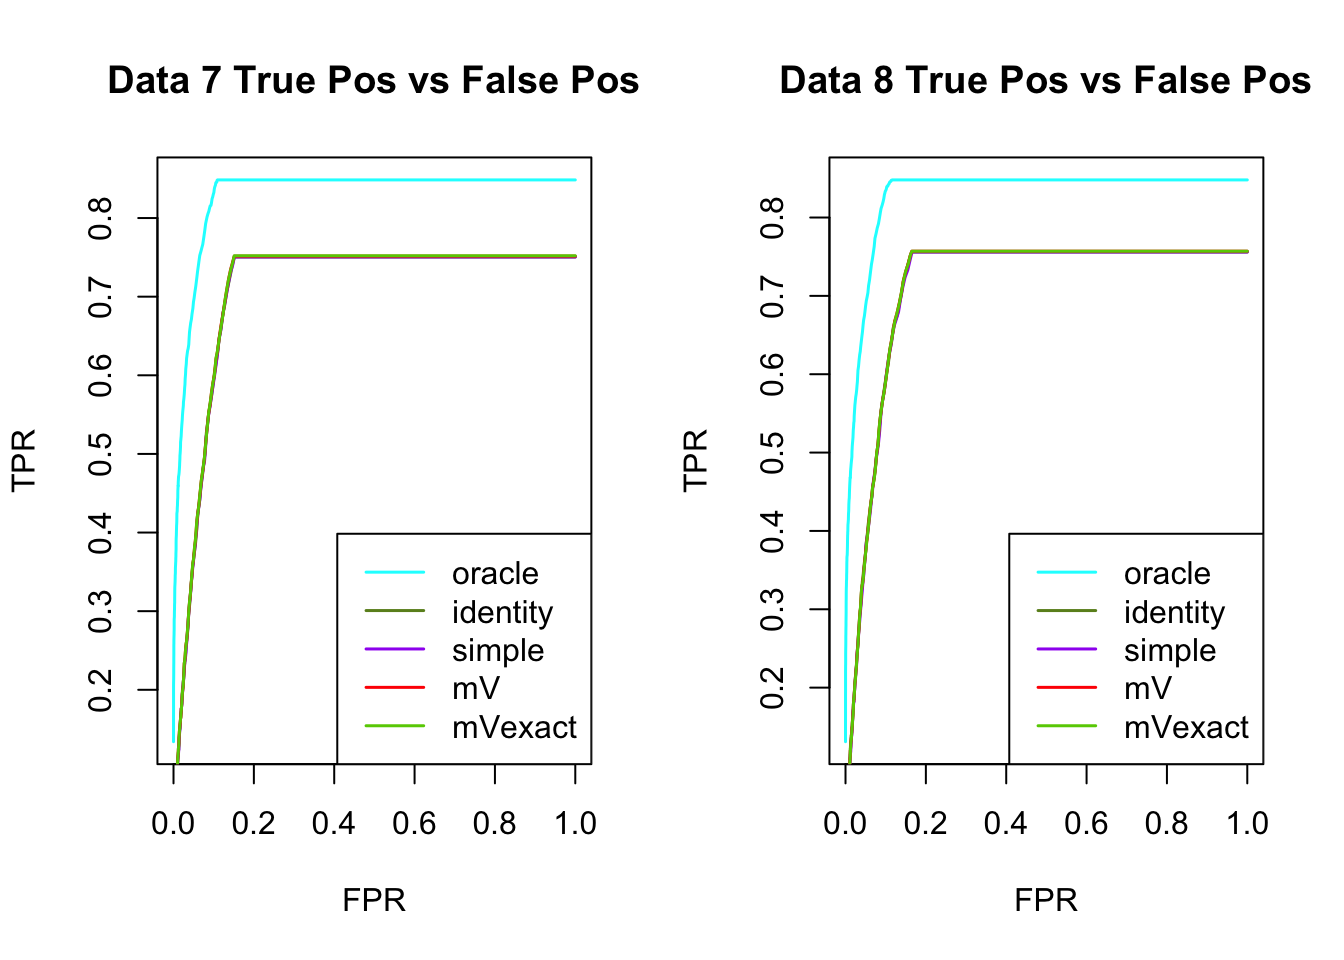 Data 7 True Pos vs False Pos
TPR
0.8
0.7
0.6
0.5
0.4
0.3
0.2
oracle
identity
simple
mV
mVexact
0.0 0.2 0.4 0.6 0.8 1.0
FPR
Data 8 True Pos vs False Pos
TPR
0.8
0.7
0.6
0.5
0.4
0.3
0.2
oracle
identity
simple
mV
mVexact
0.0 0.2 0.4 0.6 0.8 1.0
FPR